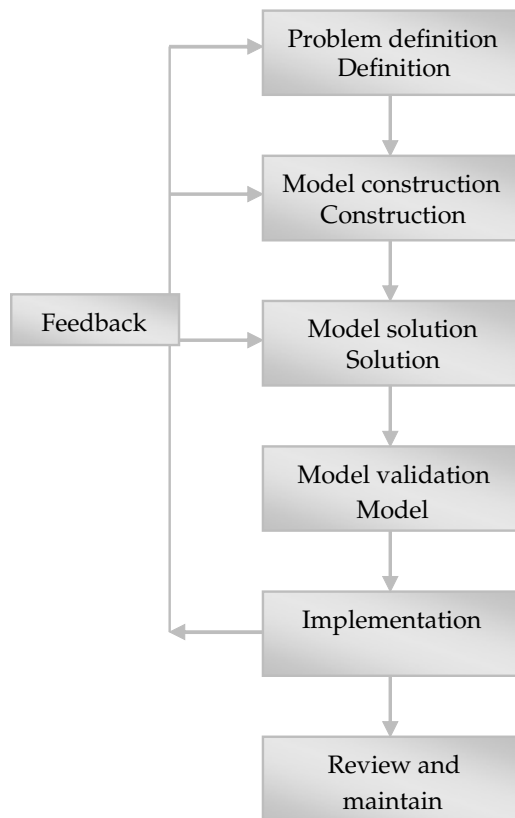 Problem definition
Definition
Model construction
Construction
Feedback
Model solution
Solution
Model validation
Model
Implementation
Review and
maintain